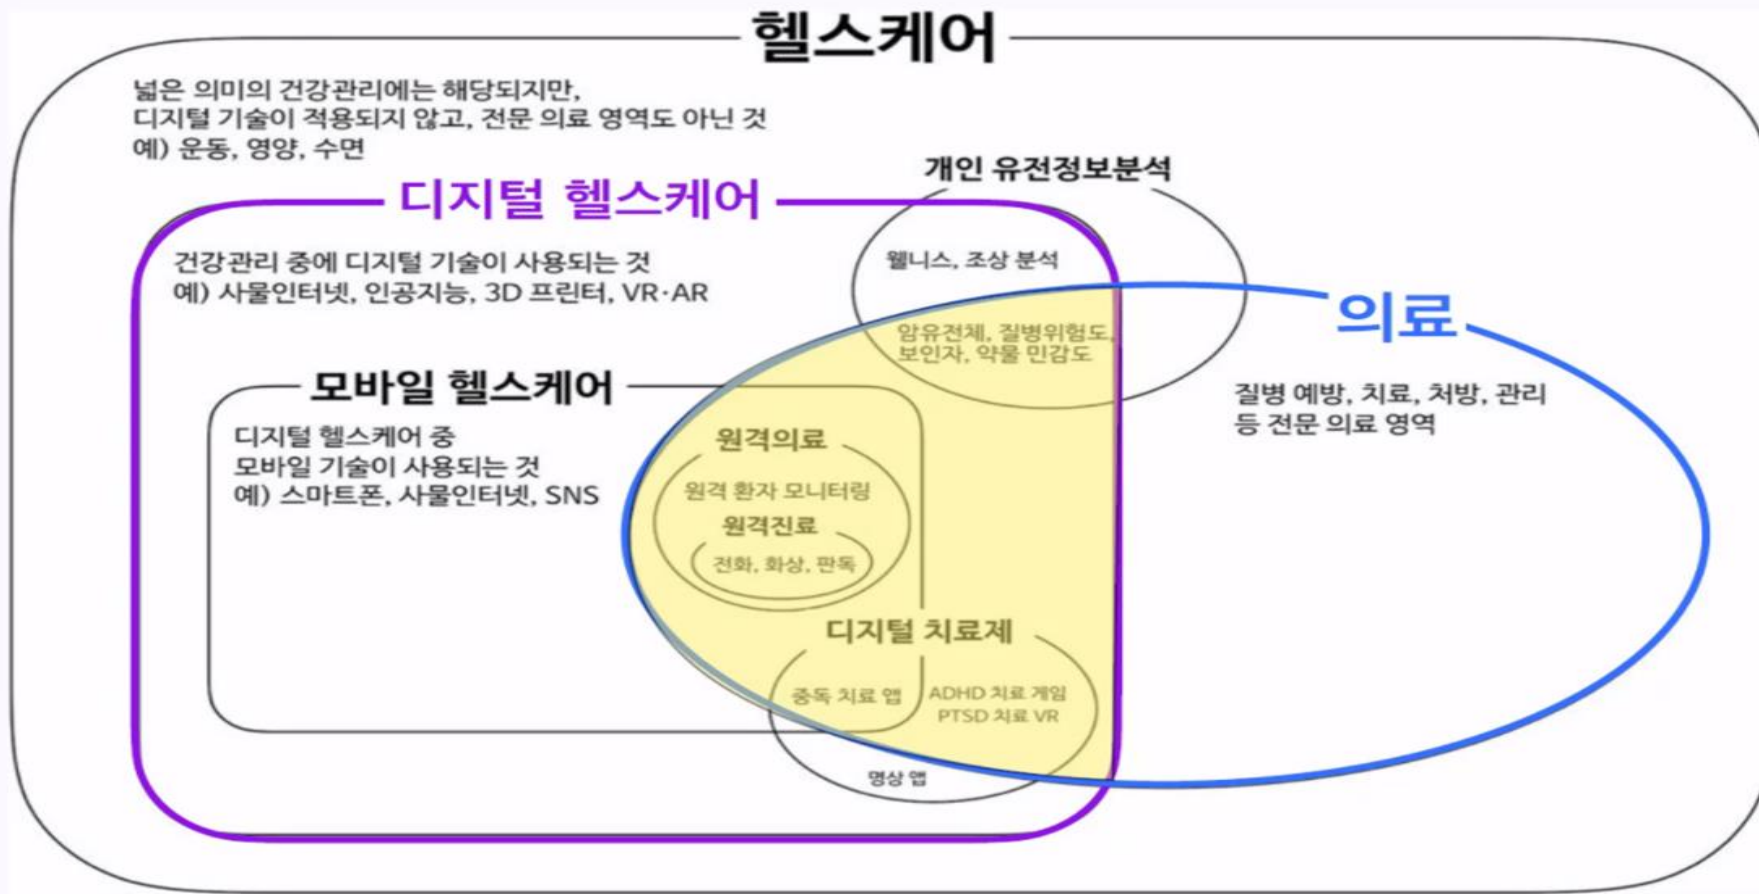 헬스케어
넓은 의미의 건강관리에는 해당되지만,
디지털 기술이 적용되지 않고, 전문 의료 영역도 아닌 것
예) 운동, 영양, 수면
개인 유전정보분석
디지털 헬스케어
건강관리 중에 디지털 기술이 사용되는 것
예) 사물인터넷, 인공지능, 3D 프린터, VR·AR
웰니스, 조상 분석
암유전체, 질병위험도,
보인자, 약물 민감도
의료
질병 예방, 치료, 처방, 관리
등 전문 의료 영역
모바일 헬스케어
디지털 헬스케어 중
모바일 기술이 사용되는 것
예) 스마트폰, 사물인터넷, SNS
원격의료
원격 환자 모니터링
원격진료
전화, 화상, 판독
디지털 치료제
중독 치료 앱
ADHD 치료 게임
PTSD 치료 VR
명상 앱